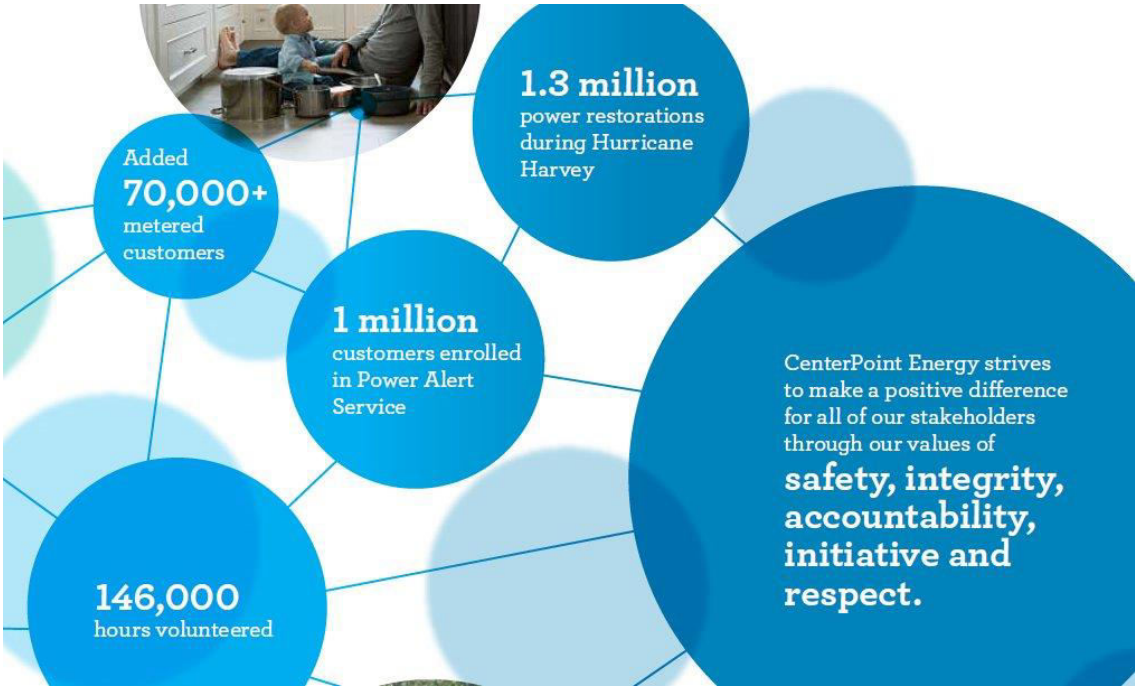 1.3 million
power restorations
during Hurricane
Harvey
Added
70,000+
metered
customers
1 million
customers enrolled
in Power Alert
Service
CenterPoint Energy strives
to make a positive difference
for all of our stakeholders
through our values of
safety, integrity,
accountability,
initiative and
respect.
146,000
hours volunteered